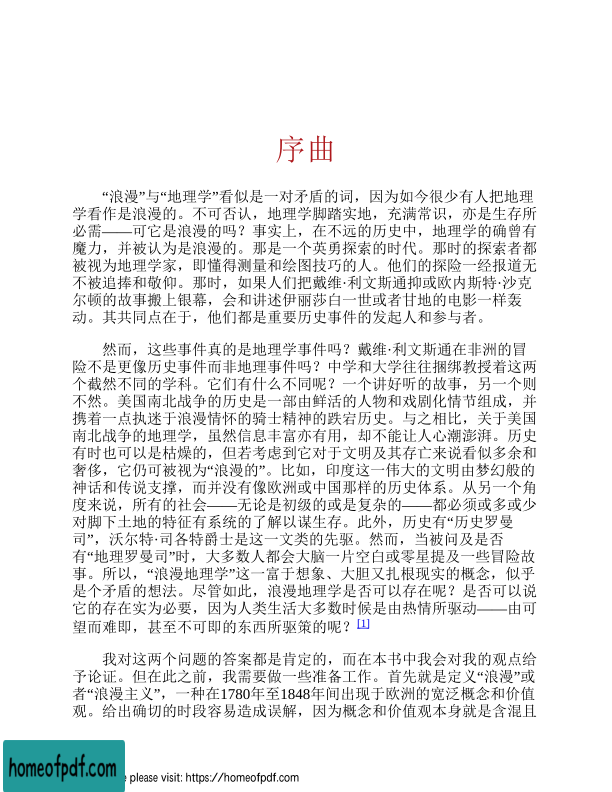 序曲
“浪漫”与“地理学”看似是一对矛盾的词，因为如今很少有人把地理
学看作是浪漫的。不可否认，地理学脚踏实地，充满常识，亦是生存所
必需——可它是浪漫的吗？事实上，在不远的历史中，地理学的确曾有
魔力，并被认为是浪漫的。那是一个英勇探索的时代。那时的探索者都
被视为地理学家，即懂得测量和绘图技巧的人。他们的探险一经报道无
不被追捧和敬仰。那时，如果人们把戴维·利文斯通抑或欧内斯特·沙克
尔顿的故事搬上银幕，会和讲述伊丽莎白一世或者甘地的电影一样轰
动。其共同点在于，他们都是重要历史事件的发起人和参与者。
然而，这些事件真的是地理学事件吗？戴维·利文斯通在非洲的冒
险不是更像历史事件而非地理事件吗？中学和大学往往捆绑教授着这两
个截然不同的学科。它们有什么不同呢？一个讲好听的故事，另一个则
不然。美国南北战争的历史是一部由鲜活的人物和戏剧化情节组成，并
携着一点执迷于浪漫情怀的骑士精神的跌宕历史。与之相比，关于美国
南北战争的地理学，虽然信息丰富亦有用，却不能让人心潮澎湃。历史
有时也可以是枯燥的，但若考虑到它对于文明及其存亡来说看似多余和
奢侈，它仍可被视为“浪漫的”。比如，印度这一伟大的文明由梦幻般的
神话和传说支撑，而并没有像欧洲或中国那样的历史体系。从另一个角
度来说，所有的社会——无论是初级的或是复杂的——都必须或多或少
对脚下土地的特征有系统的了解以谋生存。此外，历史有“历史罗曼
司”，沃尔特·司各特爵士是这一文类的先驱。然而，当被问及是否
有“地理罗曼司”时，大多数人都会大脑一片空白或零星提及一些冒险故
事。所以，“浪漫地理学”这一富于想象、大胆又扎根现实的概念，似乎
是个矛盾的想法。尽管如此，浪漫地理学是否可以存在呢？是否可以说
它的存在实为必要，因为人类生活大多数时候是由热情所驱动——由可
望而难即，甚至不可即的东西所驱策的呢？[1]
我对这两个问题的答案都是肯定的，而在本书中我会对我的观点给
予论证。但在此之前，我需要做一些准备工作。首先就是定义“浪漫”或
者“浪漫主义”，一种在1780年至1848年间出现于欧洲的宽泛概念和价值
观。给出确切的时段容易造成误解，因为概念和价值观本身就是含混且
homeofpdf.com
please visit: https://homeofpdf.com